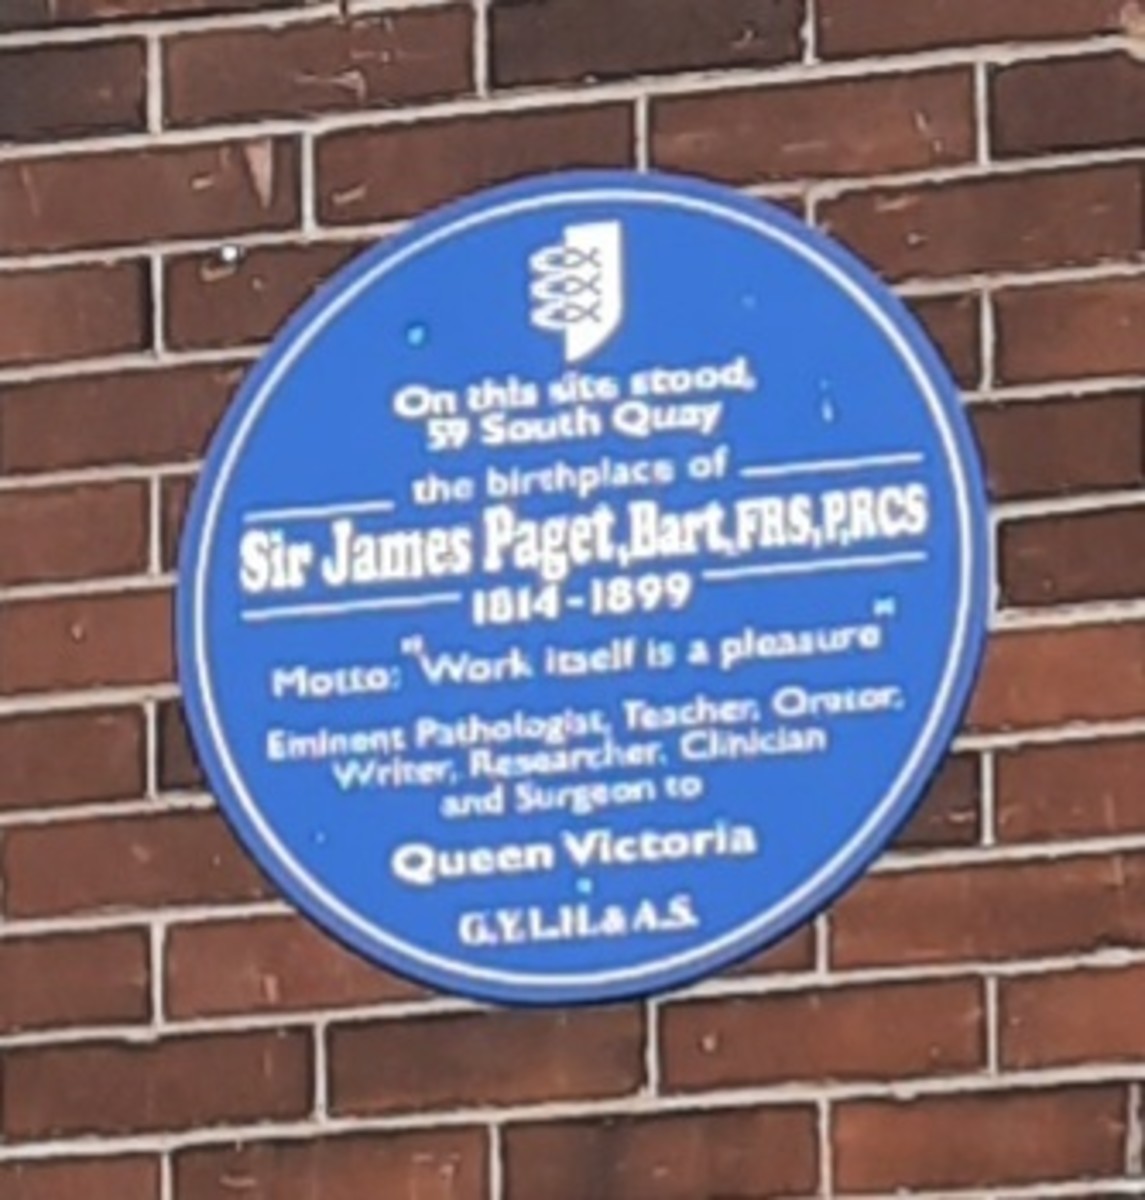 On this site stood,
59 South Quay
the birthplace of
Sir James Paget, Bart, FRS, P,RCS
1814-1899
Motto: "Work itself is a pleasure"
Eminent Pathologist, Teacher, Orator,
Writer, Researcher, Clinician
and Surgeon to
Queen Victoria
G.Y.L.H.& A.S.